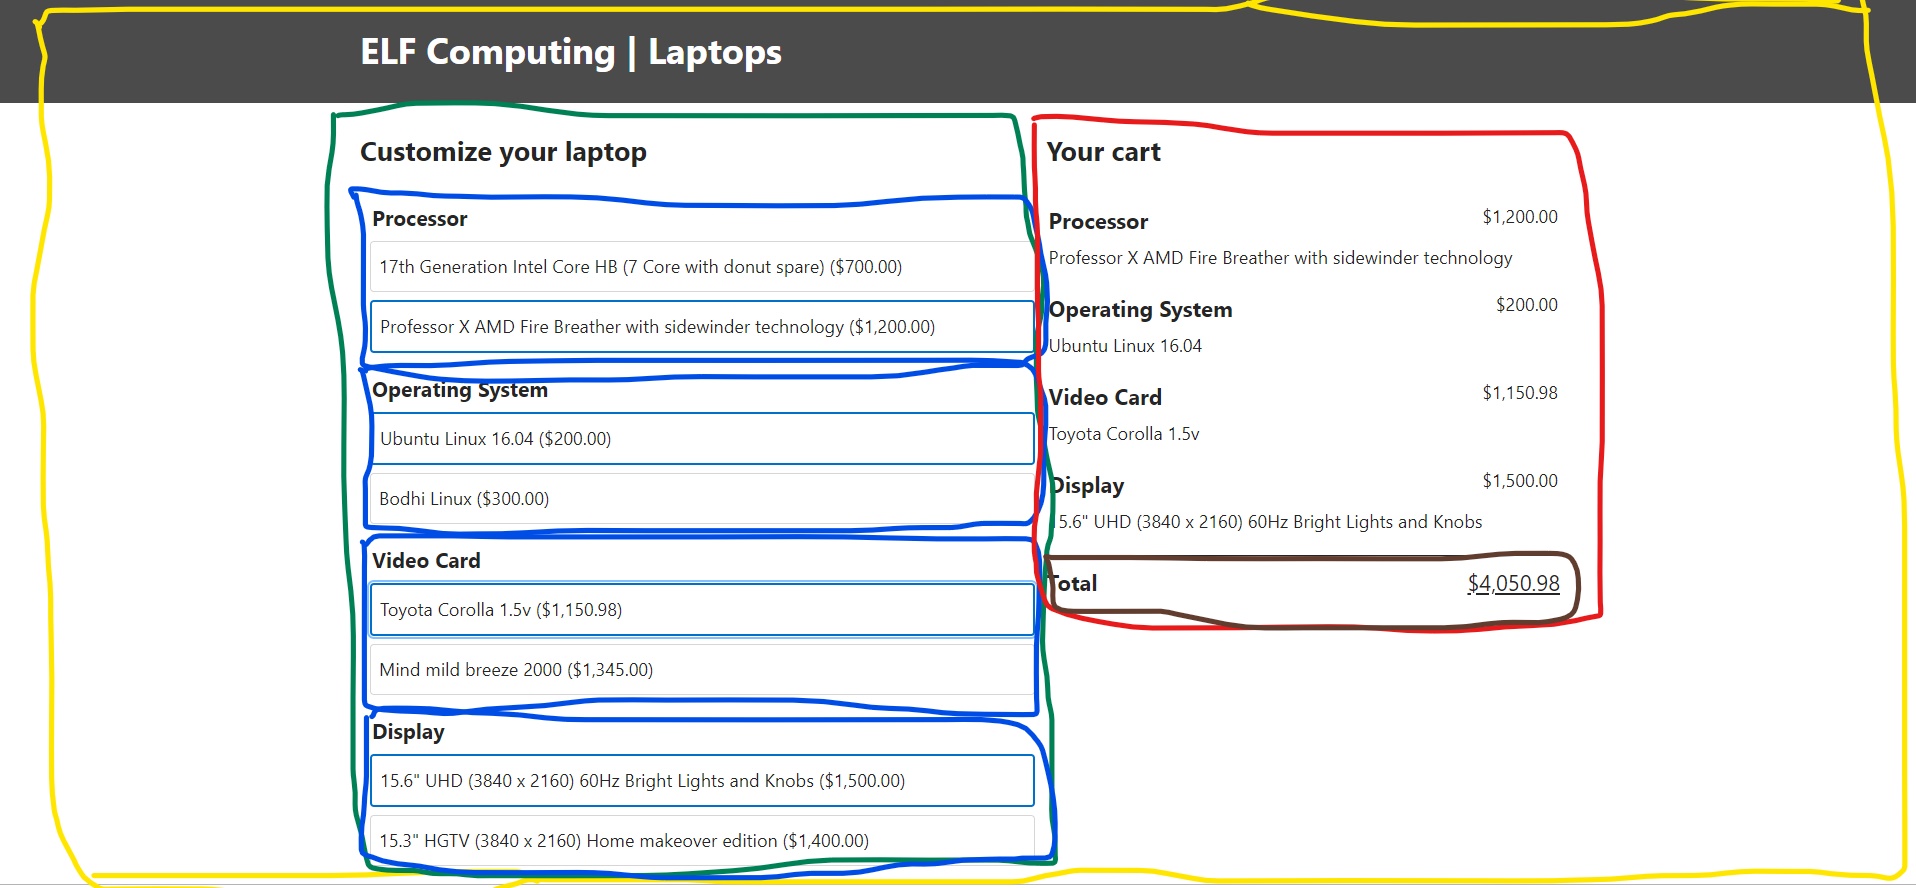 ELF Computing | Laptops
Customize your laptop
Processor
17th Generation Intel Core HB (7 Core with donut spare) ($700.00)
Professor X AMD Fire Breather with sidewinder technology ($1,200.00)
Operating System
Ubuntu Linux 16.04 ($200.00)
Bodhi Linux ($300.00)
Video Card
Toyota Corolla 1.5v ($1,150.98)
Mind mild breeze 2000 ($1,345.00)
Display
15.6" UHD (3840 x 2160) 60Hz Bright Lights and Knobs ($1,500.00)
15.3" HGTV (3840 x 2160) Home makeover edition ($1,400.00)
Your cart
Processor $1,200.00
Professor X AMD Fire Breather with sidewinder technology
Operating System $200.00
Ubuntu Linux 16.04
Video Card $1,150.98
Toyota Corolla 1.5v
Display $1,500.00
15.6" UHD (3840 x 2160) 60Hz Bright Lights and Knobs
Total $4,050.98